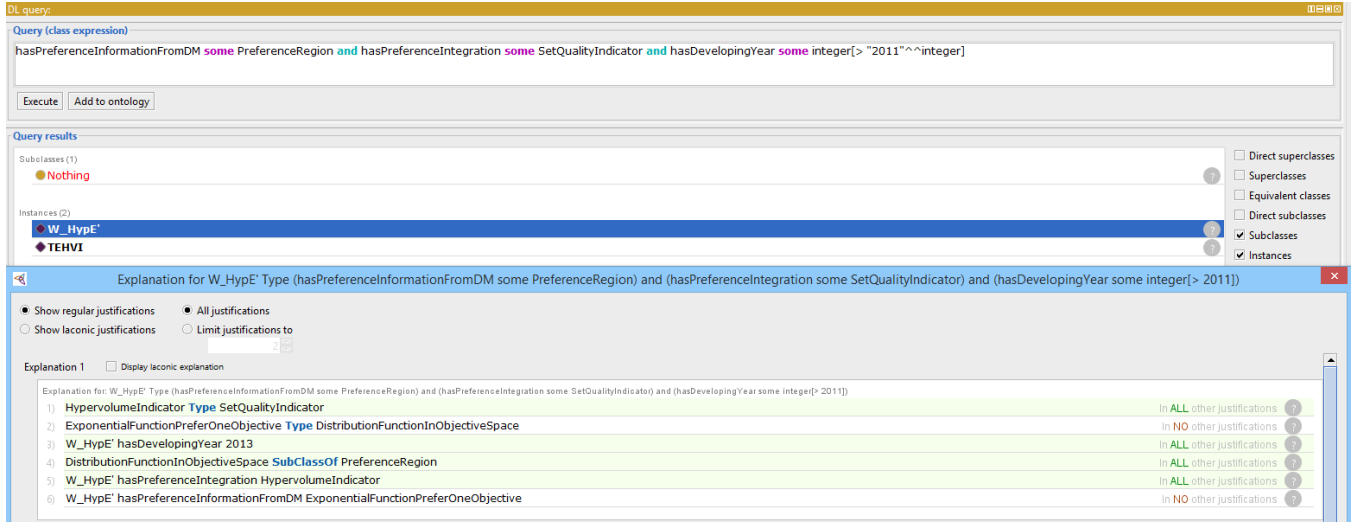 DL query:
Query (class expression)
hasPreferenceInformationFromDM some PreferenceRegion and hasPreferenceIntegration some SetQualityIndicator and hasDevelopingYear some integer[> "2011"^^integer]
Execute Add to ontology
Query results
Subclasses (1)
Nothing
?
Instances (2)
W_HypE'
?
TEHVI
?
Direct superclasses
Superclasses
Equivalent classes
Direct subclasses
Subclasses
Instances
Explanation for W_HypE' Type (hasPreferenceInformationFromDM some PreferenceRegion) and (hasPreferenceIntegration some SetQualityIndicator) and (hasDevelopingYear some integer[> 2011])
Show regular justifications All justifications
Show laconic justifications Limit justifications to
2
Explanation 1 Display laconic explanation
Explanation for: W_HypE' Type (hasPreferenceInformationFromDM some PreferenceRegion) and (hasPreferenceIntegration some SetQualityIndicator) and (hasDevelopingYear some integer[> 2011])
1) HypervolumeIndicator Type SetQualityIndicator In ALL other justifications ?
2) ExponentialFunctionPreferOneObjective Type DistributionFunctionInObjectiveSpace In NO other justifications ?
3) W_HypE' hasDevelopingYear 2013 In ALL other justifications ?
4) DistributionFunctionInObjectiveSpace SubClassOf PreferenceRegion In ALL other justifications ?
5) W_HypE' hasPreferenceIntegration HypervolumeIndicator In ALL other justifications ?
6) W_HypE' hasPreferenceInformationFromDM ExponentialFunctionPreferOneObjective In NO other justifications ?